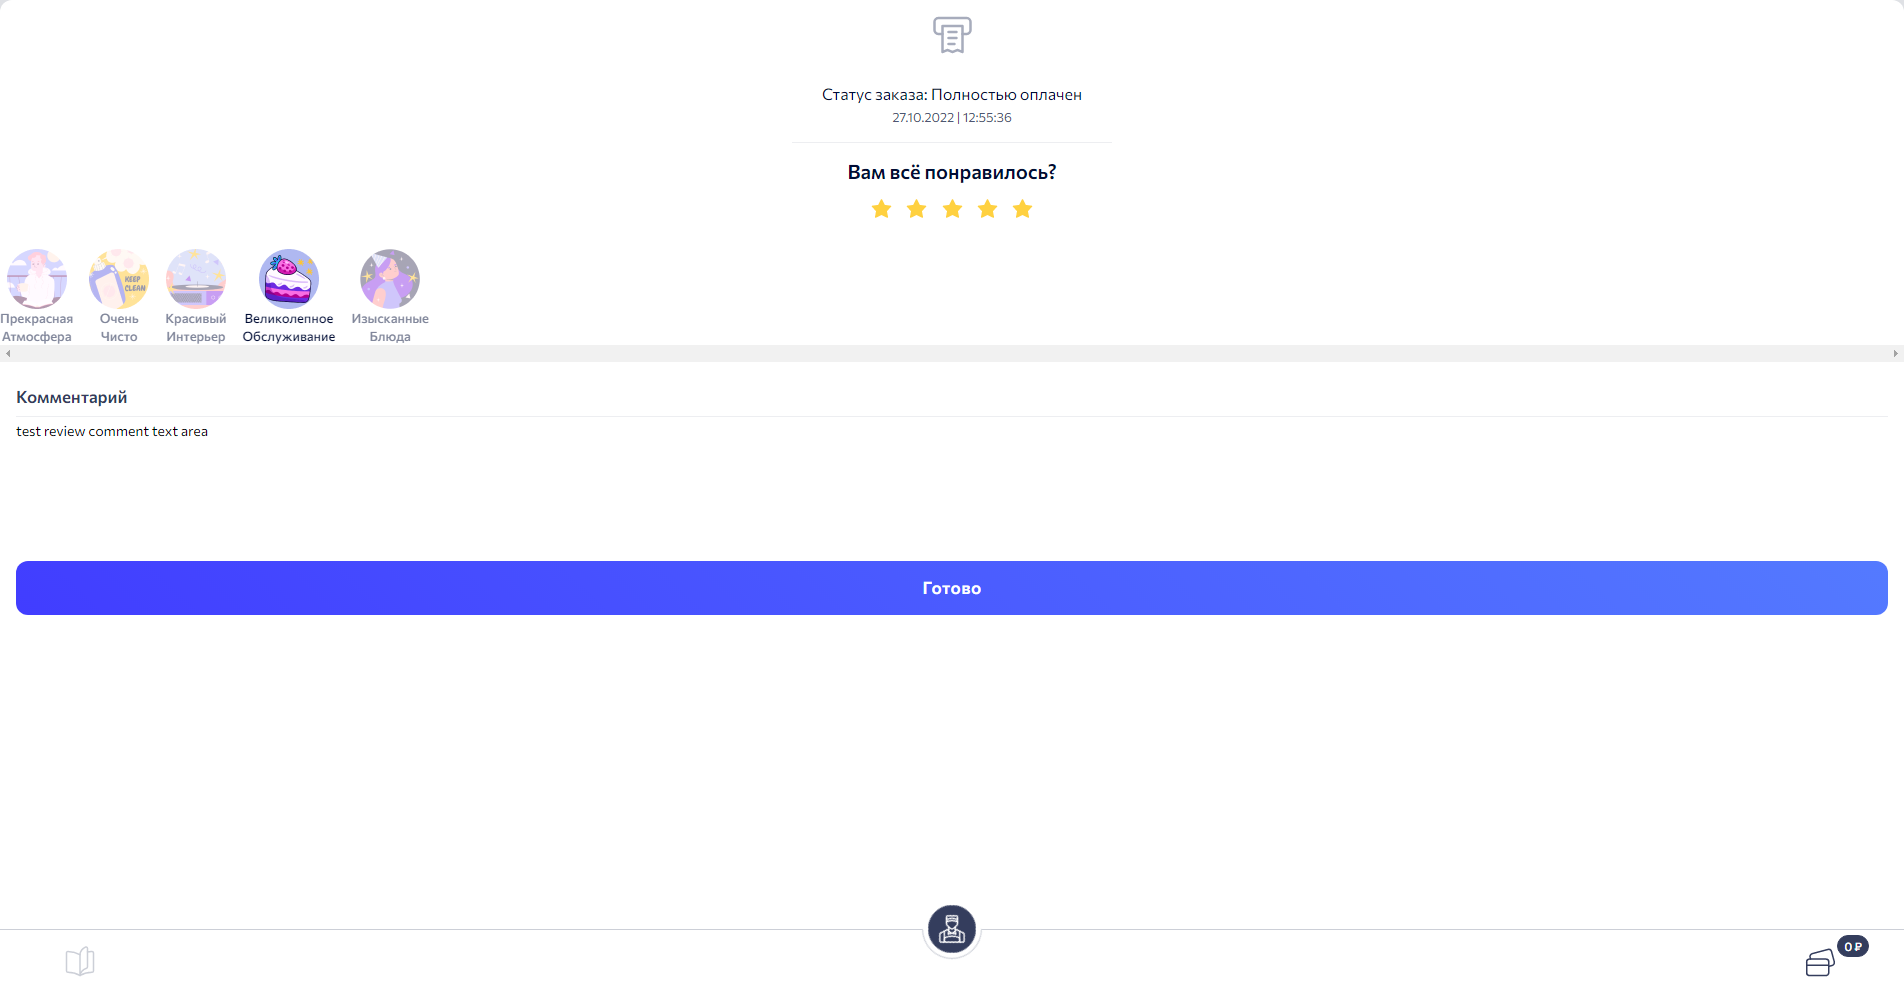 Статус заказа: Полностью оплачен
27.10.2022 | 12:55:36
Вам всё понравилось?
KEEP
CLEAN
Прекрасная
Атмосфера
Очень
Чисто
Красивый
Интерьер
Великолепное
Обслуживание
Изысканные
Блюда
Комментарий
test review comment text area
Готово
0 ₽